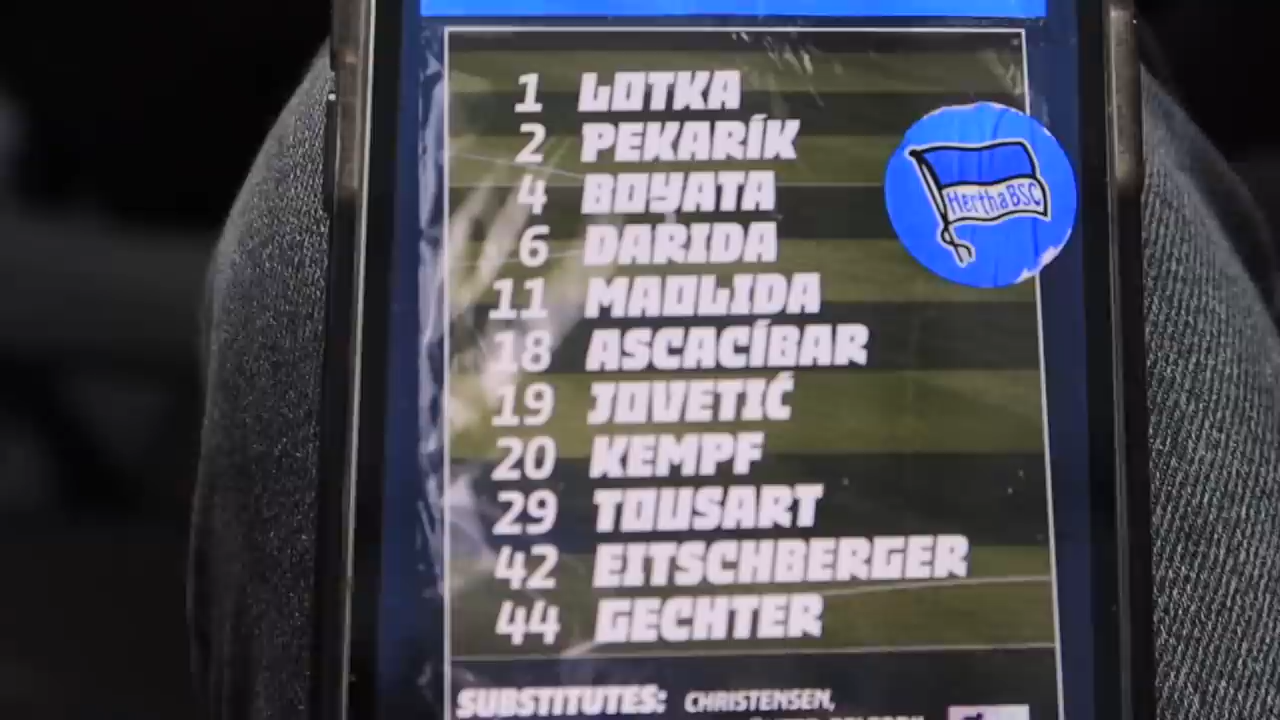 1 LOTKA
2 PEKARÍK
4 BOYATA
6 DARIDA
11 MAOLIDA
18 ASCACÍBAR
19 JOVETIĆ
20 KEMPF
29 TOUSART
42 EITSCHBERGER
44 GECHTER
HerthaBSC
SUBSTITUTES: CHRISTENSEN,